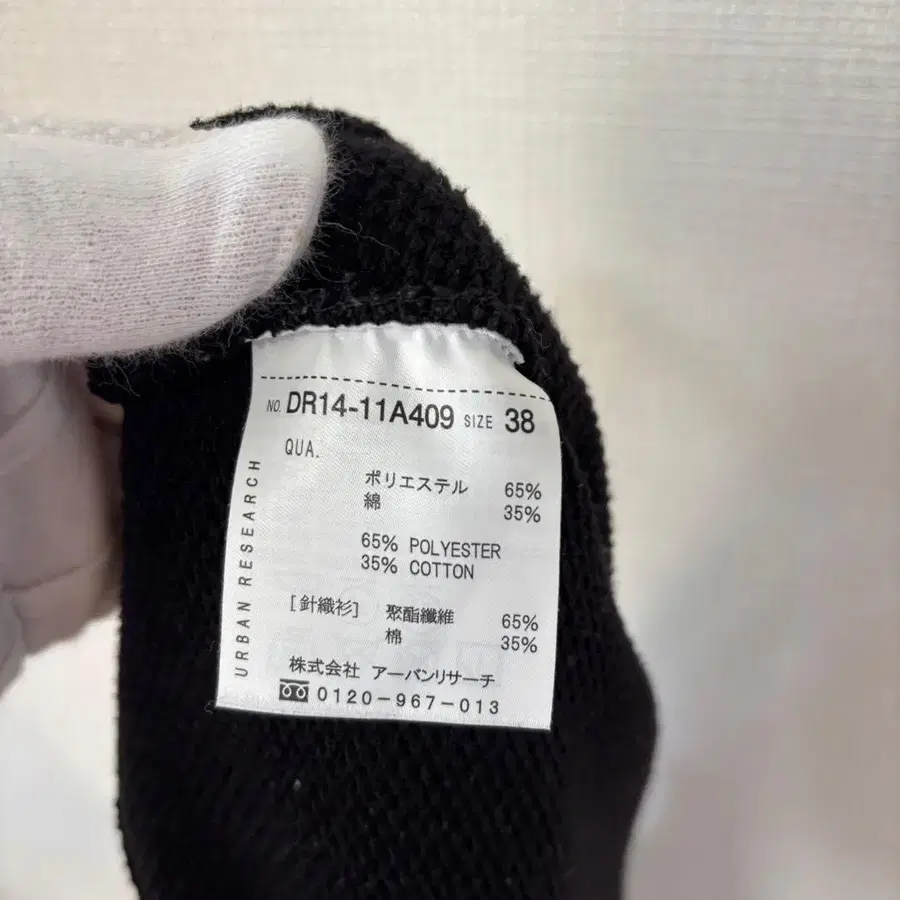 NO. DR14-11A409 SIZE 38
QUA.
ポリエステル 65%
綿 35%
65% POLYESTER
35% COTTON
[針織衫] 聚酯纖維 65%
棉 35%
株式会社 アーバンリサーチ
0120-967-013
URBAN RESEARCH